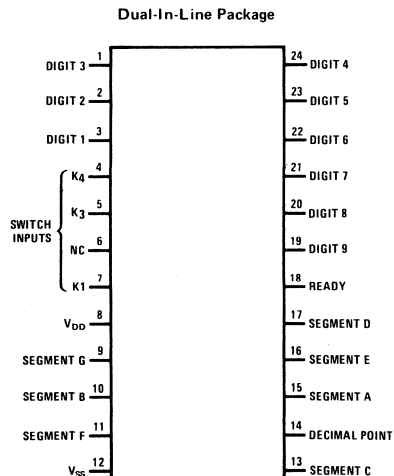 Dual-In-Line Package
DIGIT 3 1
DIGIT 2 2
DIGIT 1 3
K4 4
K3 5
SWITCH
INPUTS
NC 6
K1 7
VDD 8
SEGMENT G 9
SEGMENT B 10
SEGMENT F 11
VSS 12
24 DIGIT 4
23 DIGIT 5
22 DIGIT 6
21 DIGIT 7
20 DIGIT 8
19 DIGIT 9
18 READY
17 SEGMENT D
16 SEGMENT E
15 SEGMENT A
14 DECIMAL POINT
13 SEGMENT C